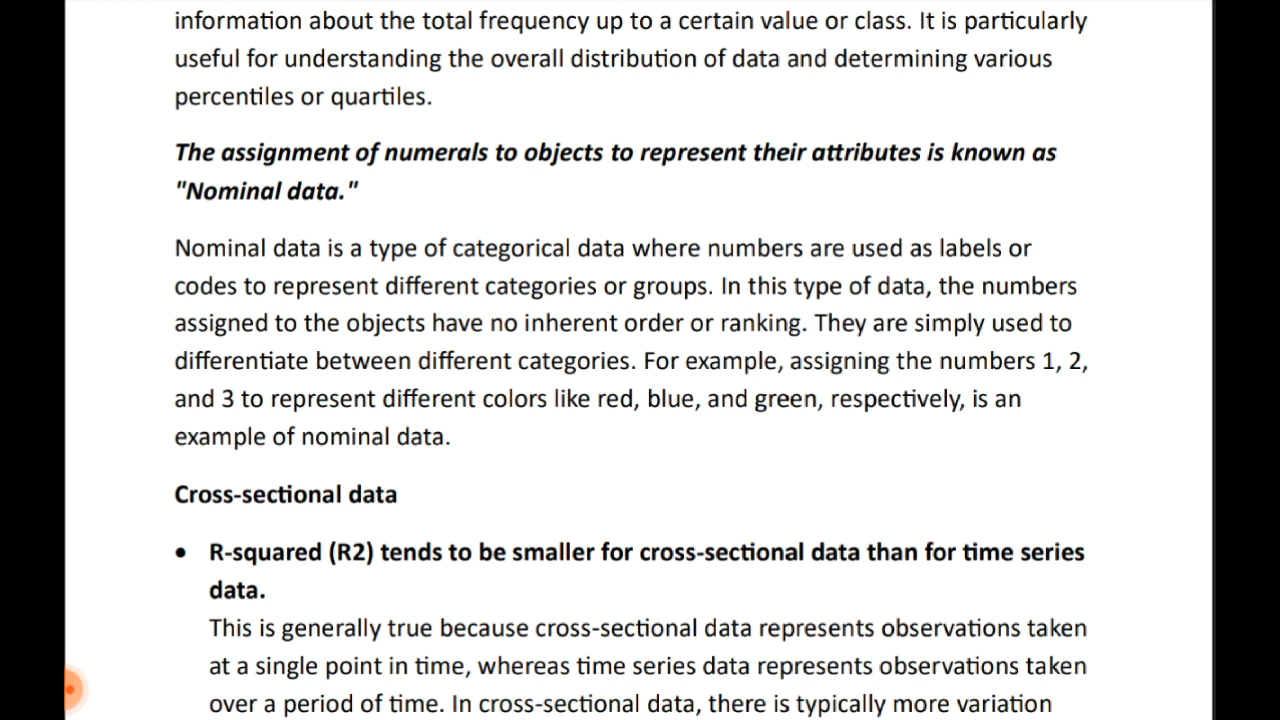 information about the total frequency up to a certain value or class. It is particularly
useful for understanding the overall distribution of data and determining various
percentiles or quartiles.
The assignment of numerals to objects to represent their attributes is known as
"Nominal data."
Nominal data is a type of categorical data where numbers are used as labels or
codes to represent different categories or groups. In this type of data, the numbers
assigned to the objects have no inherent order or ranking. They are simply used to
differentiate between different categories. For example, assigning the numbers 1, 2,
and 3 to represent different colors like red, blue, and green, respectively, is an
example of nominal data.
Cross-sectional data
• R-squared (R2) tends to be smaller for cross-sectional data than for time series
data.
This is generally true because cross-sectional data represents observations taken
at a single point in time, whereas time series data represents observations taken
over a period of time. In cross-sectional data, there is typically more variation